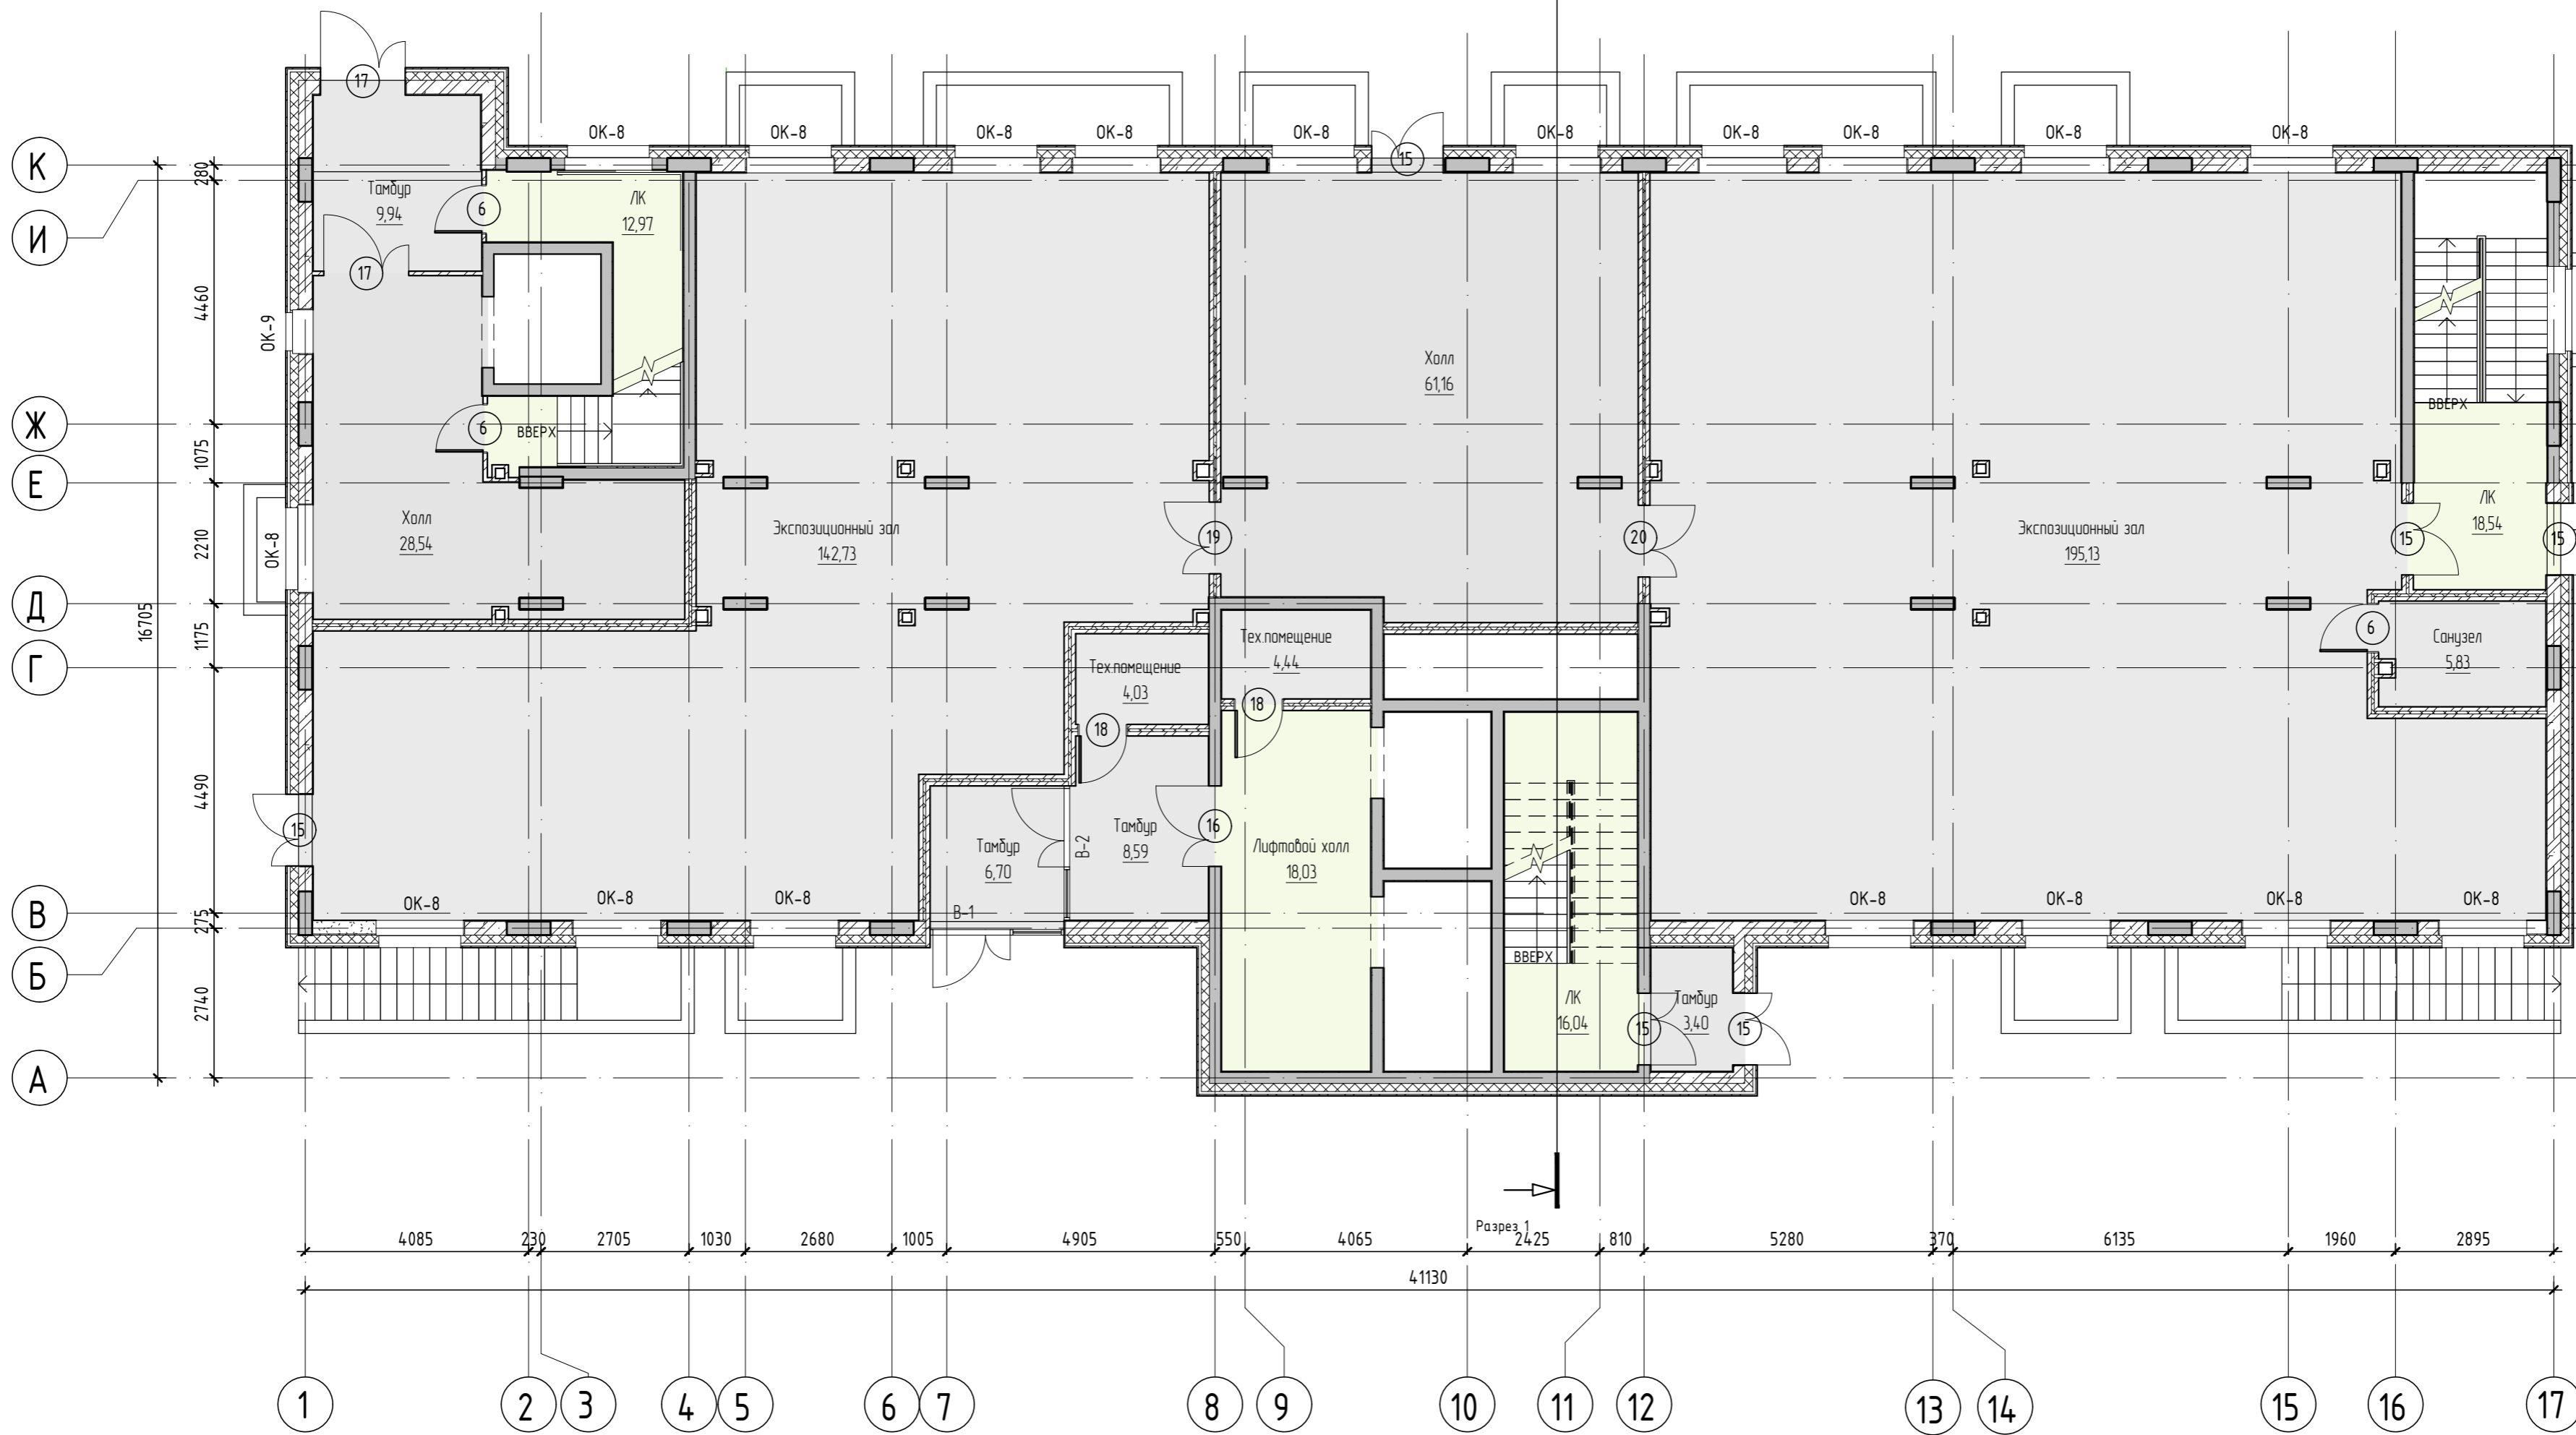 17
ОК-8 ОК-8 ОК-8 ОК-8 ОК-8 ОК-8 ОК-8 ОК-8 ОК-8 ОК-8
15
К
280
И
Тамбур
9,94
6
ЛК
12,97
17
4460
ОК-9
Холл
61,16
Ж
6
ВВЕРХ
ВВЕРХ
1075
Е
Холл
28,54
ОК-8
2210
Экспозиционный зал
142,73
19
20
Экспозиционный зал
195,13
15
ЛК
18,54
15
Д
16705
1175
Г
Тех.помещение
4,03
18
Тех.помещение
4,44
18
6
Санузел
5,83
4490
15
Тамбур
6,70
В-2
Тамбур
8,59
16
Лифтовой холл
18,03
В
275
Б
ОК-8 ОК-8 ОК-8
В-1
ОК-8 ОК-8 ОК-8 ОК-8
ВВЕРХ
2740
ЛК
16,04
15
Тамбур
3,40
15
А
Разрез 1
4085 230 2705 1030 2680 1005 4905 550 4065 2425 810 5280 370 6135 1960 2895
41130
1 2 3 4 5 6 7 8 9 10 11 12 13 14 15 16 17